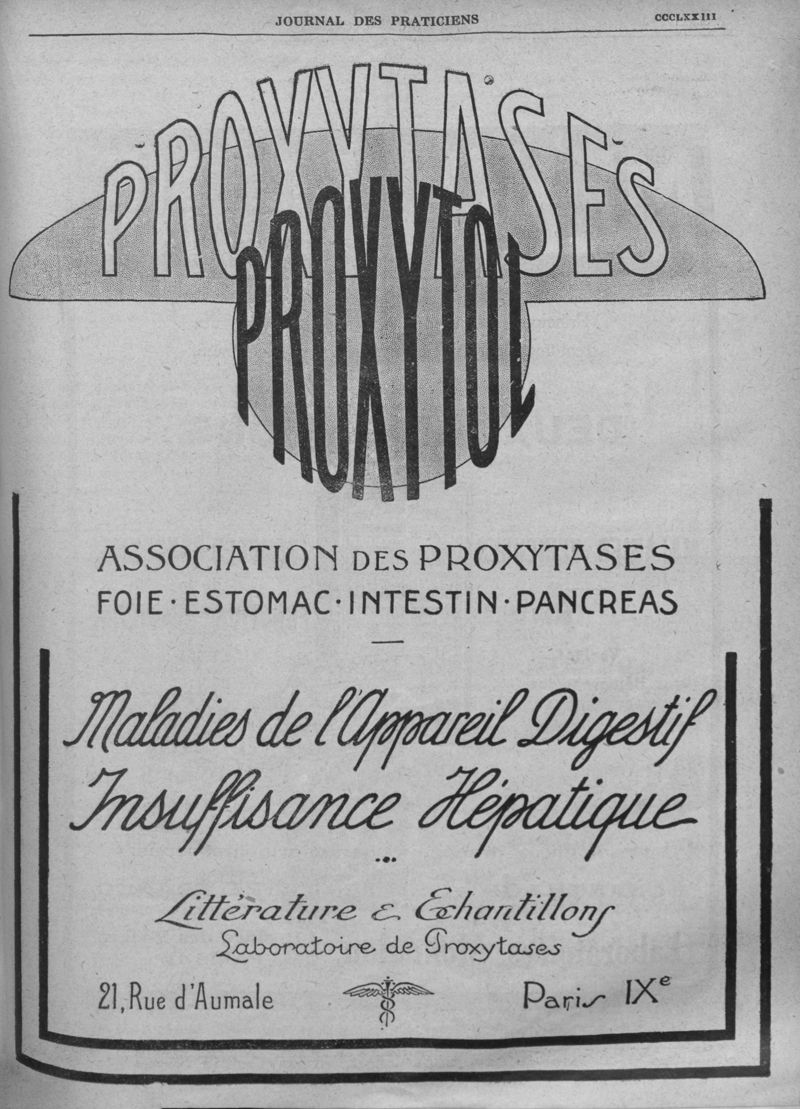 JOURNAL DES PRATICIENS
CCCLXXIII
PROXYTASES
PROXYTOL
ASSOCIATION DES PROXYTASES
FOIE · ESTOMAC · INTESTIN · PANCREAS
Maladies de l'Appareil Digestif
Insuffisance Hépatique
...
Littérature & Echantillons
Laboratoire de Proxytases
21, Rue d'Aumale
Paris IXe